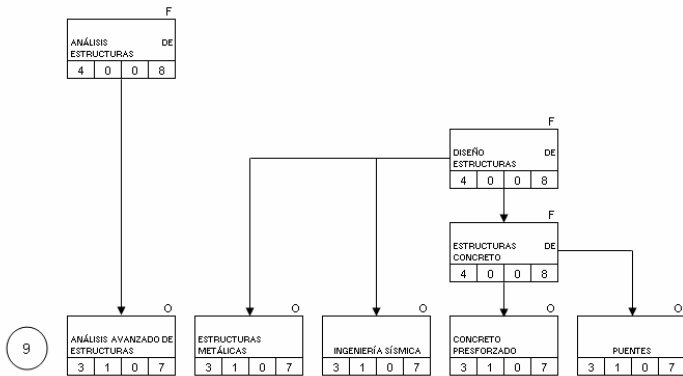 F
ANÁLISIS DE
ESTRUCTURAS
4 0 0 8
F
DISEÑO DE
ESTRUCTURAS
4 0 0 8
F
ESTRUCTURAS DE
CONCRETO
4 0 0 8
9
O
ANÁLISIS AVANZADO DE
ESTRUCTURAS
3 1 0 7
O
ESTRUCTURAS
METÁLICAS
3 1 0 7
O
INGENIERÍA SÍSMICA
3 1 0 7
O
CONCRETO
PRESFORZADO
3 1 0 7
O
PUENTES
3 1 0 7